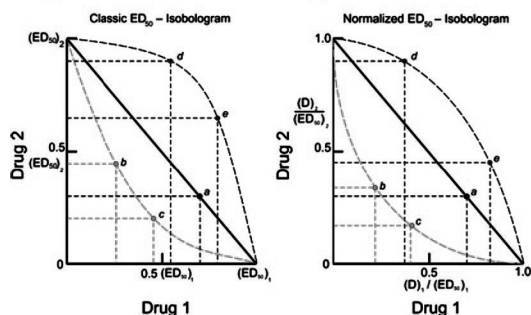 Classic ED50 – Isobologram
(ED50)2
d
e
Drug 2
0.5
(ED50)2
b
a
c
0
0.5 (ED50)1
(ED50)1
Drug 1
Normalized ED50 – Isobologram
1.0
d
(D)2
(ED50)2
Drug 2
0.5
e
b
a
c
0
0.5
1.0
(D)1 / (ED50)1
Drug 1